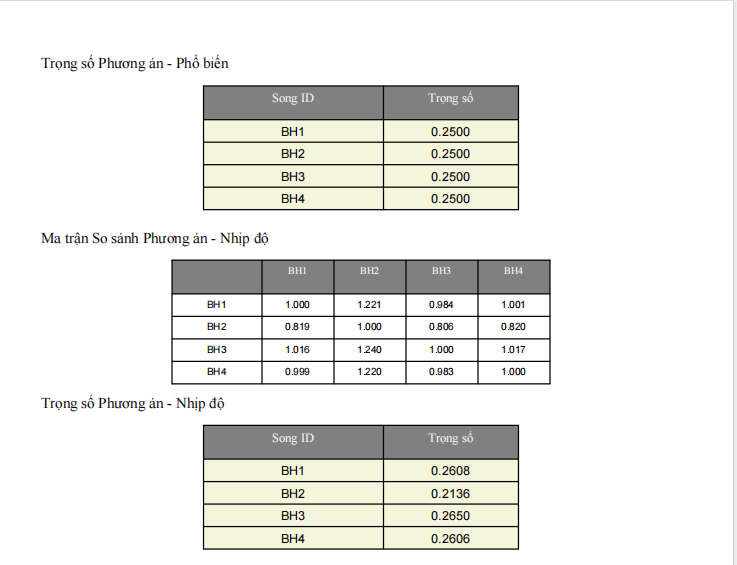 Trọng số Phương án - Phổ biến
Song ID Trọng số
BH1 0.2500
BH2 0.2500
BH3 0.2500
BH4 0.2500
Ma trận So sánh Phương án - Nhịp độ
BH1 BH2 BH3 BH4
BH1 1.000 1.221 0.984 1.001
BH2 0.819 1.000 0.806 0.820
BH3 1.016 1.240 1.000 1.017
BH4 0.999 1.220 0.983 1.000
Trọng số Phương án - Nhịp độ
Song ID Trọng số
BH1 0.2608
BH2 0.2136
BH3 0.2650
BH4 0.2606